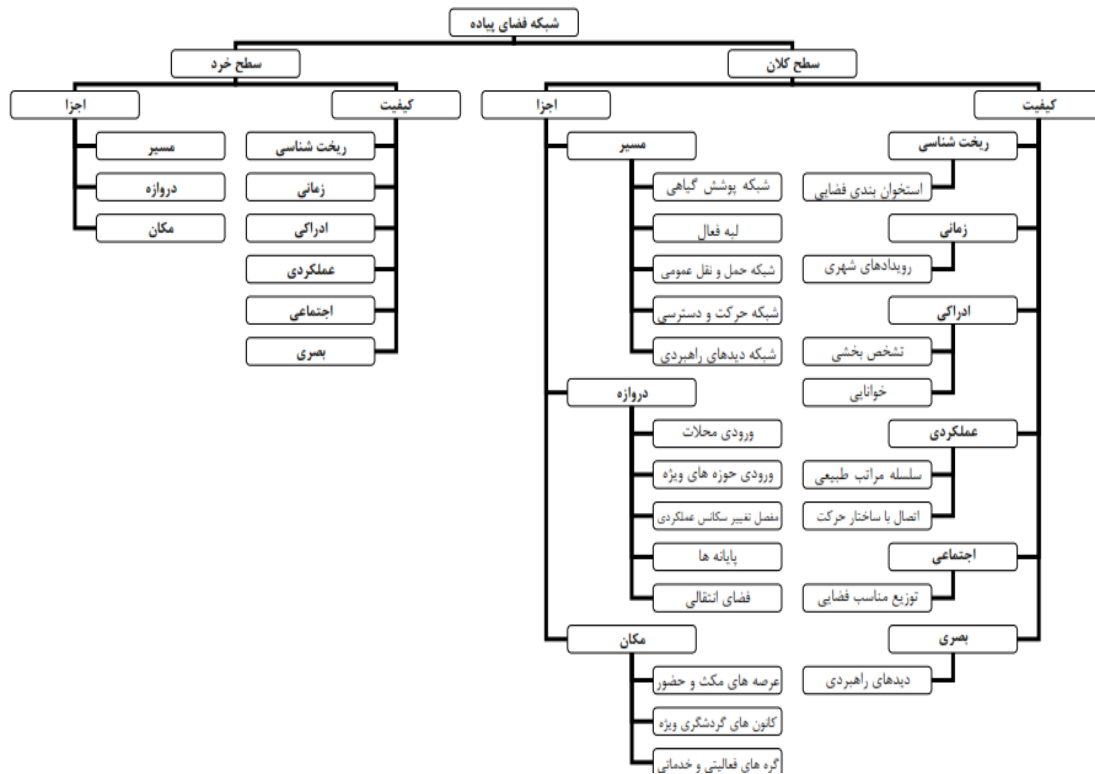 شبکه فضای پیاده
سطح کلان
کیفیت
ریخت شناسی
استخوان بندی فضایی
زمانی
رویدادهای شهری
ادراکی
تشخص بخشی
خوانایی
عملکردی
سلسله مراتب طبیعی
اتصال با ساختار حرکت
اجتماعی
توزیع مناسب فضایی
بصری
دیدهای راهبردی
اجزا
مسیر
شبکه پوشش گیاهی
لبه فعال
شبکه حمل و نقل عمومی
شبکه حرکت و دسترسی
شبکه دیدهای راهبردی
دروازه
ورودی محلات
ورودی حوزه های ویژه
مفصل تغییر سکانس عملکردی
پایانه ها
فضای انتقالی
مکان
عرصه های مکث و حضور
کانون های گردشگری ویژه
گره های فعالیتی و خدماتی
سطح خرد
کیفیت
ریخت شناسی
زمانی
ادراکی
عملکردی
اجتماعی
بصری
اجزا
مسیر
دروازه
مکان